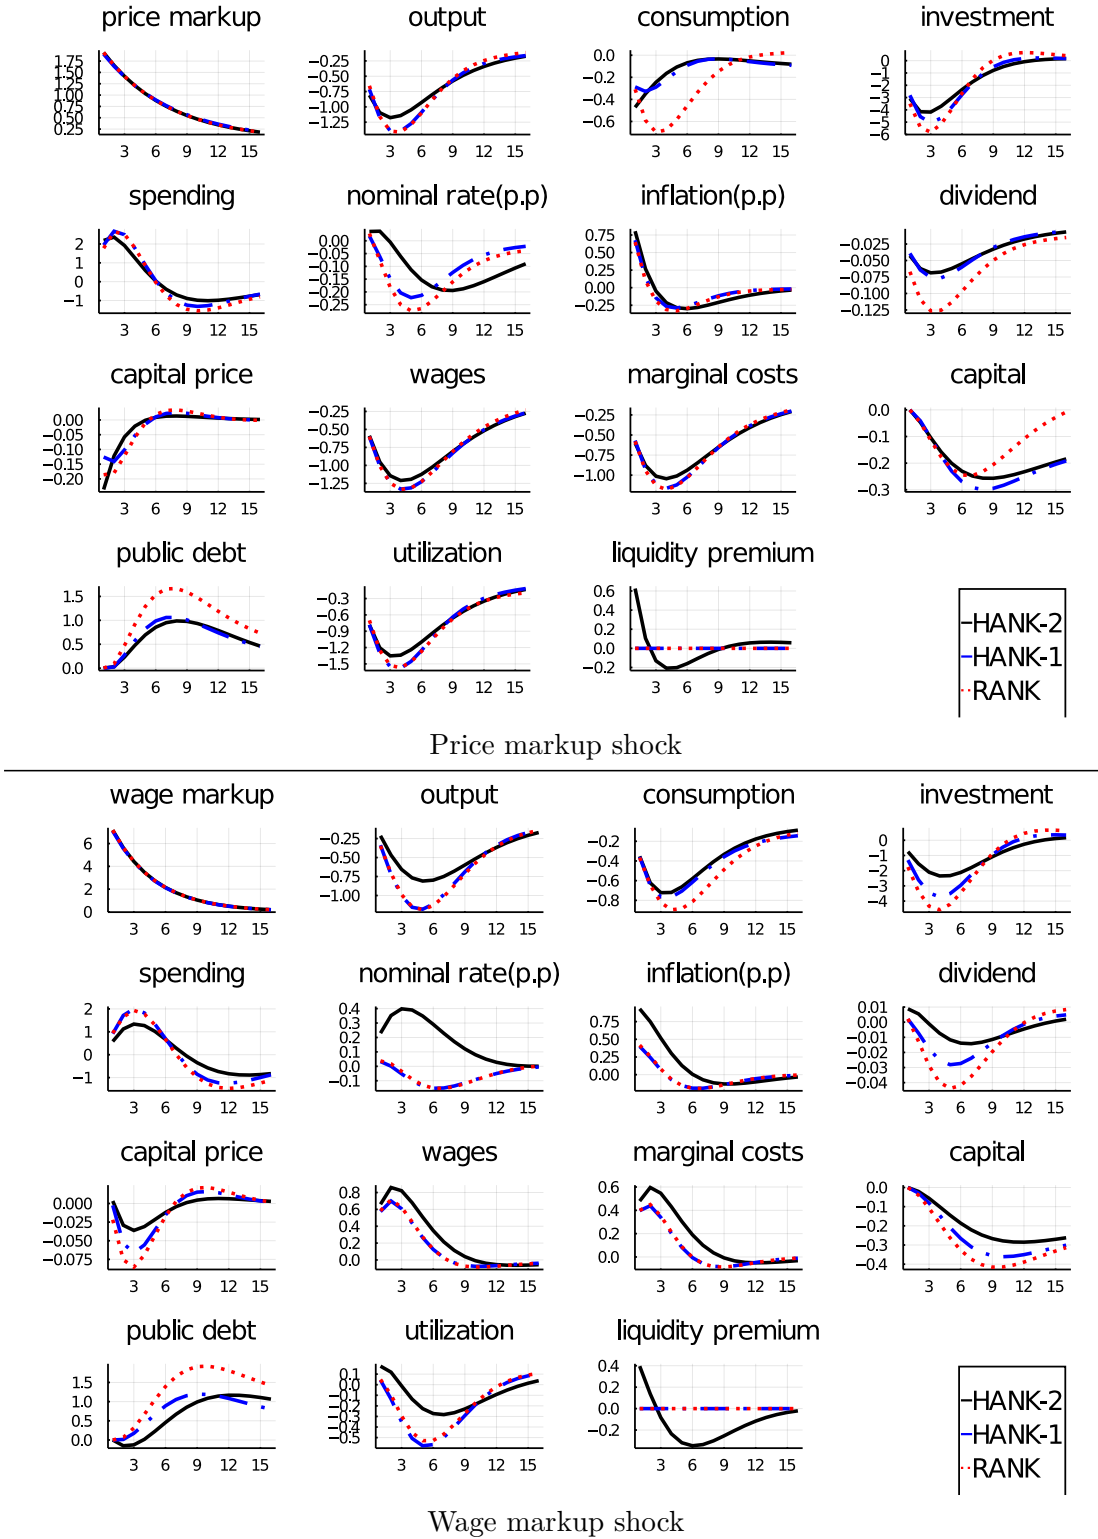 price markup output consumption investment
1.75 1.50 1.25 1.00 0.75 0.50 0.25
3 6 9 12 15
−0.25 −0.50 −0.75 −1.00 −1.25
3 6 9 12 15
0.0 −0.2 −0.4 −0.6
3 6 9 12 15
0 −1 −2 −3 −4 −5 −6
3 6 9 12 15
spending nominal rate(p.p) inflation(p.p) dividend
2 1 0 −1
3 6 9 12 15
0.00 −0.05 −0.10 −0.15 −0.20 −0.25
3 6 9 12 15
0.75 0.50 0.25 0.00 −0.25
3 6 9 12 15
−0.025 −0.050 −0.075 −0.100 −0.125
3 6 9 12 15
capital price wages marginal costs capital
0.00 −0.05 −0.10 −0.15 −0.20
3 6 9 12 15
−0.25 −0.50 −0.75 −1.00 −1.25
3 6 9 12 15
−0.25 −0.50 −0.75 −1.00
3 6 9 12 15
0.0 −0.1 −0.2 −0.3
3 6 9 12 15
public debt utilization liquidity premium
1.5 1.0 0.5 0.0
3 6 9 12 15
−0.3 −0.6 −0.9 −1.2 −1.5
3 6 9 12 15
0.6 0.4 0.2 0.0 −0.2
3 6 9 12 15
HANK-2
HANK-1
RANK
Price markup shock
wage markup output consumption investment
6 4 2 0
3 6 9 12 15
−0.25 −0.50 −0.75 −1.00
3 6 9 12 15
−0.2 −0.4 −0.6 −0.8
3 6 9 12 15
0 −1 −2 −3 −4
3 6 9 12 15
spending nominal rate(p.p) inflation(p.p) dividend
2 1 0 −1
3 6 9 12 15
0.4 0.3 0.2 0.1 0.0 −0.1
3 6 9 12 15
0.75 0.50 0.25 0.00
3 6 9 12 15
0.01 0.00 −0.01 −0.02 −0.03 −0.04
3 6 9 12 15
capital price wages marginal costs capital
0.000 −0.025 −0.050 −0.075
3 6 9 12 15
0.8 0.6 0.4 0.2 0.0
3 6 9 12 15
0.6 0.4 0.2 0.0
3 6 9 12 15
0.0 −0.1 −0.2 −0.3 −0.4
3 6 9 12 15
public debt utilization liquidity premium
1.5 1.0 0.5 0.0
3 6 9 12 15
0.1 0.0 −0.1 −0.2 −0.3 −0.4 −0.5
3 6 9 12 15
0.4 0.2 0.0 −0.2
3 6 9 12 15
HANK-2
HANK-1
RANK
Wage markup shock